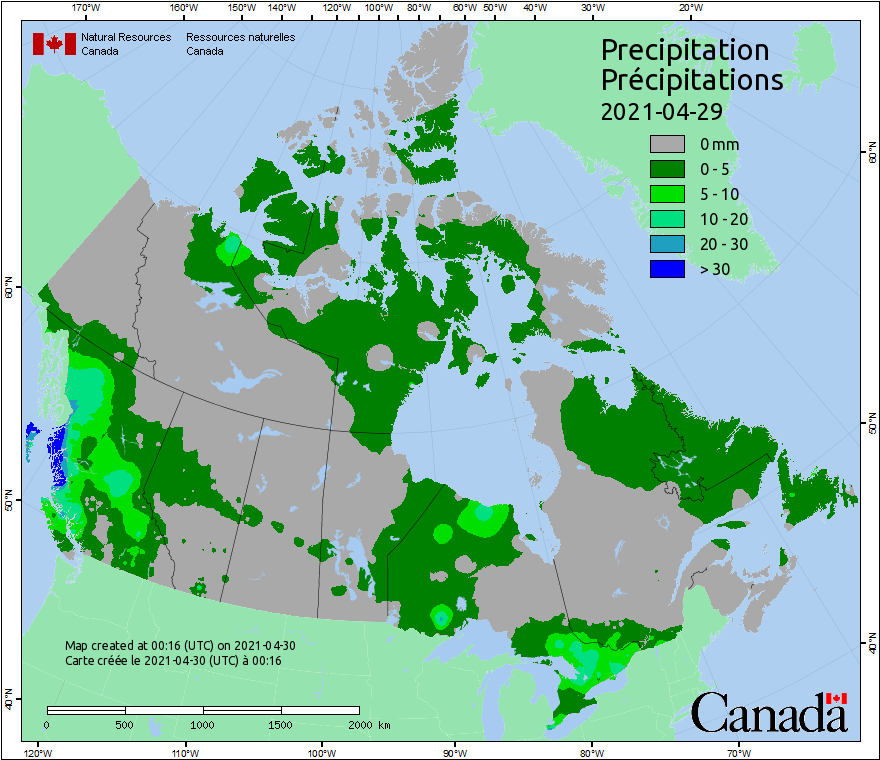 170°W 160°W 150°W 140°W 130°W 120°W 110°W 100°W 90°W 80°W 60°W 50°W 40°W 30°W 20°W
Natural Resources Canada
Ressources naturelles Canada
Precipitation
Précipitations
2021-04-29
0 mm
0 - 5
5 - 10
10 - 20
20 - 30
> 30
60°N
50°N
40°N
60°N
50°N
40°N
Map created at 00:16 (UTC) on 2021-04-30
Carte créée le 2021-04-30 (UTC) à 00:16
0 500 1000 1500 2000 km
Canada
120°W 110°W 100°W 90°W 80°W 70°W